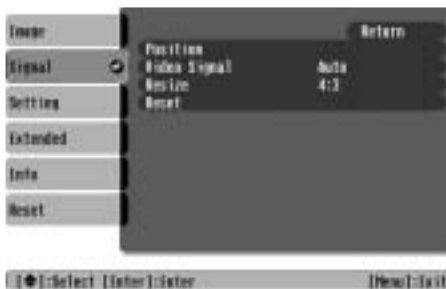 Image
Return
Signal
Position
Video Signal Auto
Resize 4:3
Reset
Setting
Extended
Info
Reset
[◆]:Select [Enter]:Enter [Menu]:Exit